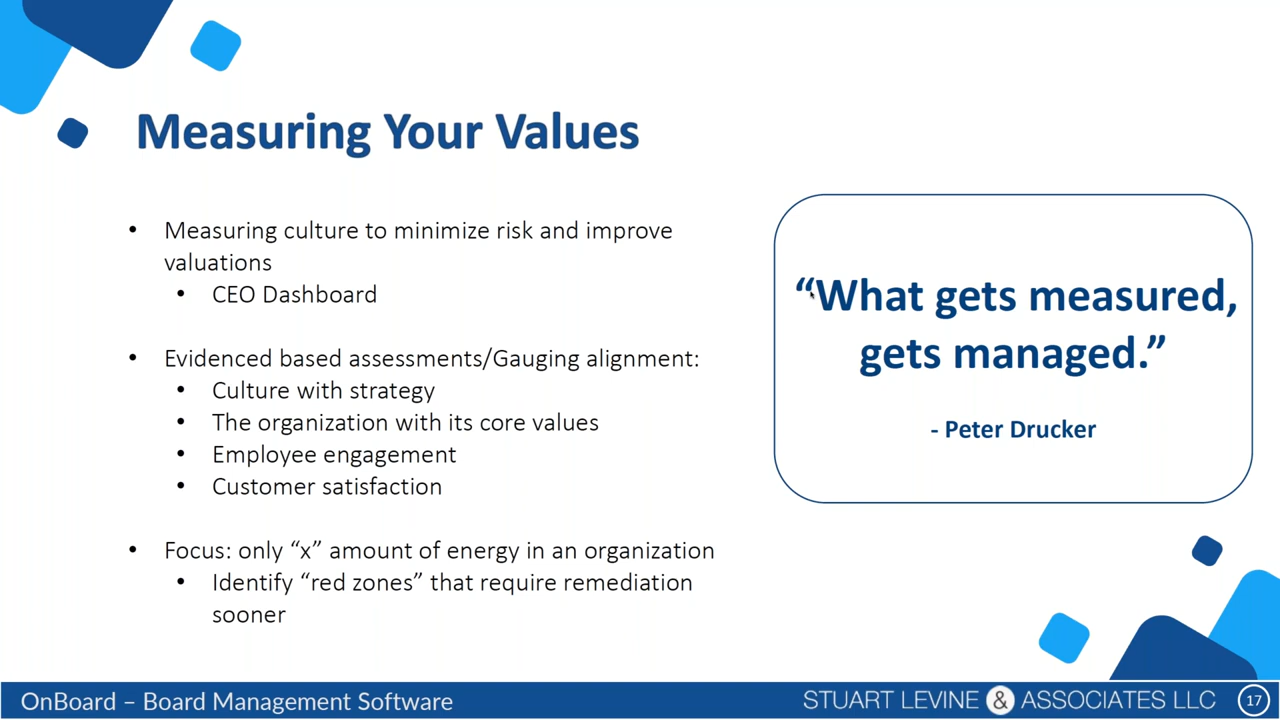 Measuring Your Values
• Measuring culture to minimize risk and improve
valuations
• CEO Dashboard
• Evidenced based assessments/Gauging alignment:
• Culture with strategy
• The organization with its core values
• Employee engagement
• Customer satisfaction
• Focus: only “x” amount of energy in an organization
• Identify “red zones” that require remediation
sooner
“What gets measured,
gets managed.”
- Peter Drucker
OnBoard – Board Management Software
STUART LEVINE & ASSOCIATES LLC
17